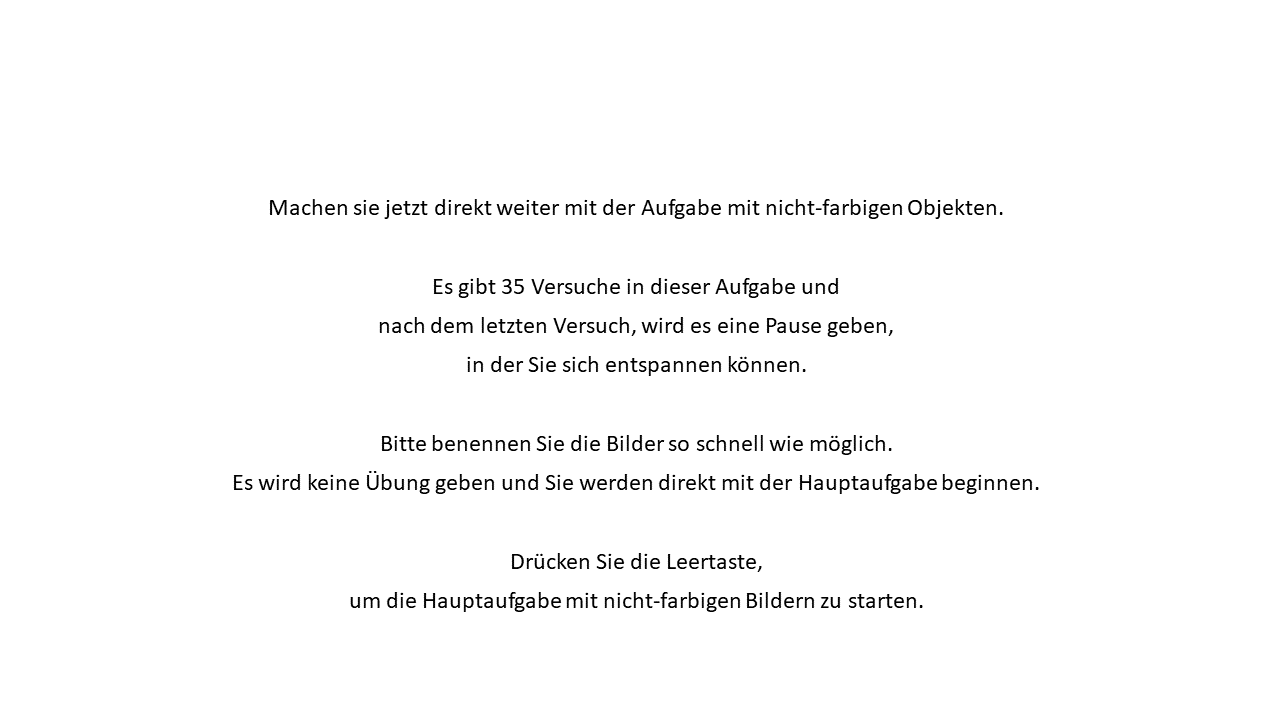 Machen sie jetzt direkt weiter mit der Aufgabe mit nicht-farbigen Objekten.
Es gibt 35 Versuche in dieser Aufgabe und
nach dem letzten Versuch, wird es eine Pause geben,
in der Sie sich entspannen können.
Bitte benennen Sie die Bilder so schnell wie möglich.
Es wird keine Übung geben und Sie werden direkt mit der Hauptaufgabe beginnen.
Drücken Sie die Leertaste,
um die Hauptaufgabe mit nicht-farbigen Bildern zu starten.